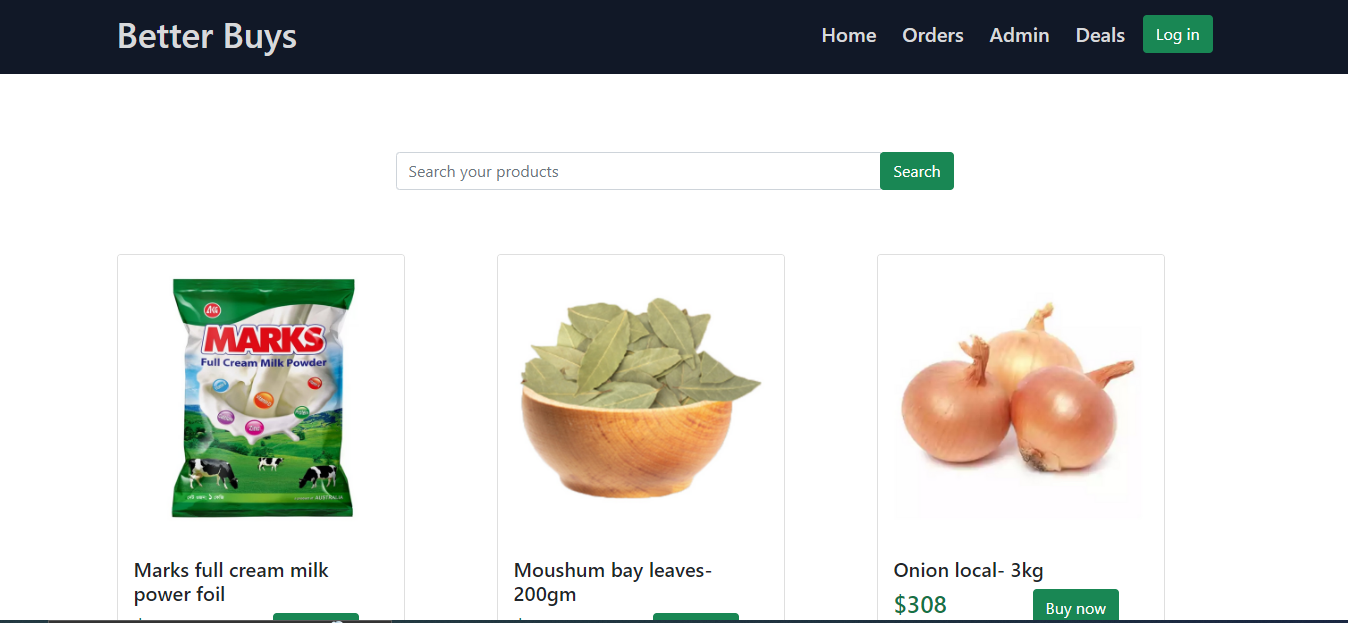 Better Buys
Home Orders Admin Deals Log in
Search your products Search
MARKS
Full Cream Milk Powder
AUSTRALIA
Marks full cream milk
power foil
Moushum bay leaves-
200gm
Onion local- 3kg
$308 Buy now